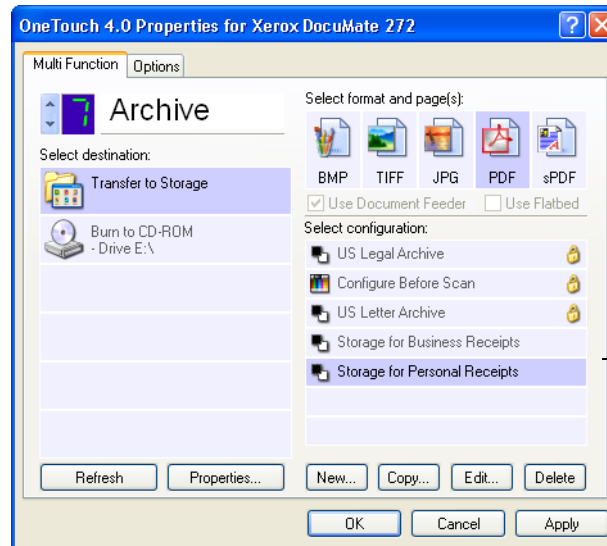 OneTouch 4.0 Properties for Xerox DocuMate 272
Multi Function
Options
7
Archive
Select destination:
Transfer to Storage
Burn to CD-ROM
- Drive E:\
Refresh
Properties...
Select format and page(s):
BMP TIFF JPG PDF sPDF
Use Document Feeder
Use Flatbed
Select configuration:
US Legal Archive
Configure Before Scan
US Letter Archive
Storage for Business Receipts
Storage for Personal Receipts
New...
Copy...
Edit...
Delete
OK
Cancel
Apply